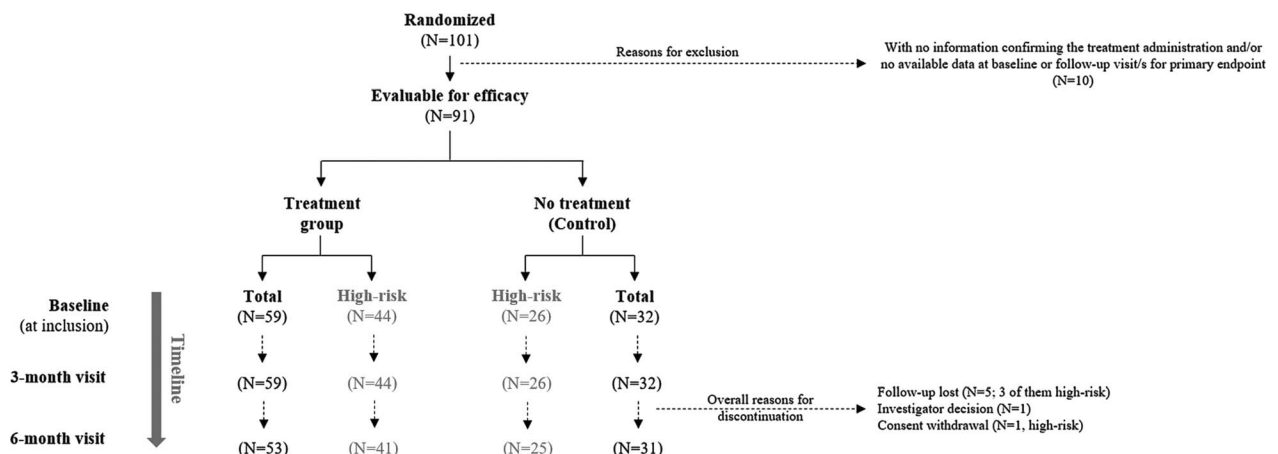 Randomized
(N=101)
Reasons for exclusion
With no information confirming the treatment administration and/or
no available data at baseline or follow-up visit/s for primary endpoint
(N=10)
Evaluable for efficacy
(N=91)
Treatment
group
No treatment
(Control)
Timeline
Baseline
(at inclusion)
Total
(N=59)
High-risk
(N=44)
High-risk
(N=26)
Total
(N=32)
3-month visit
(N=59)
(N=44)
(N=26)
(N=32)
Overall reasons for
discontinuation
Follow-up lost (N=5; 3 of them high-risk)
Investigator decision (N=1)
Consent withdrawal (N=1, high-risk)
6-month visit
(N=53)
(N=41)
(N=25)
(N=31)